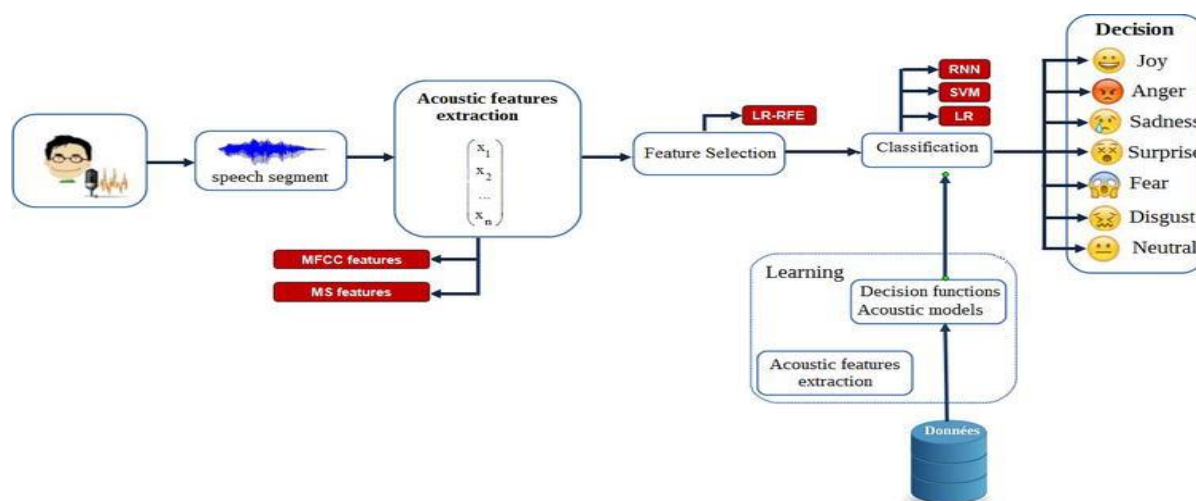 speech segment
Acoustic features
extraction
x1
x2
...
xn
MFCC features
MS features
LR-RFE
Feature Selection
RNN
SVM
LR
Classification
Decision
Joy
Anger
Sadness
Surprise
Fear
Disgust
Neutral
Learning
Decision functions
Acoustic models
Acoustic features
extraction
Données